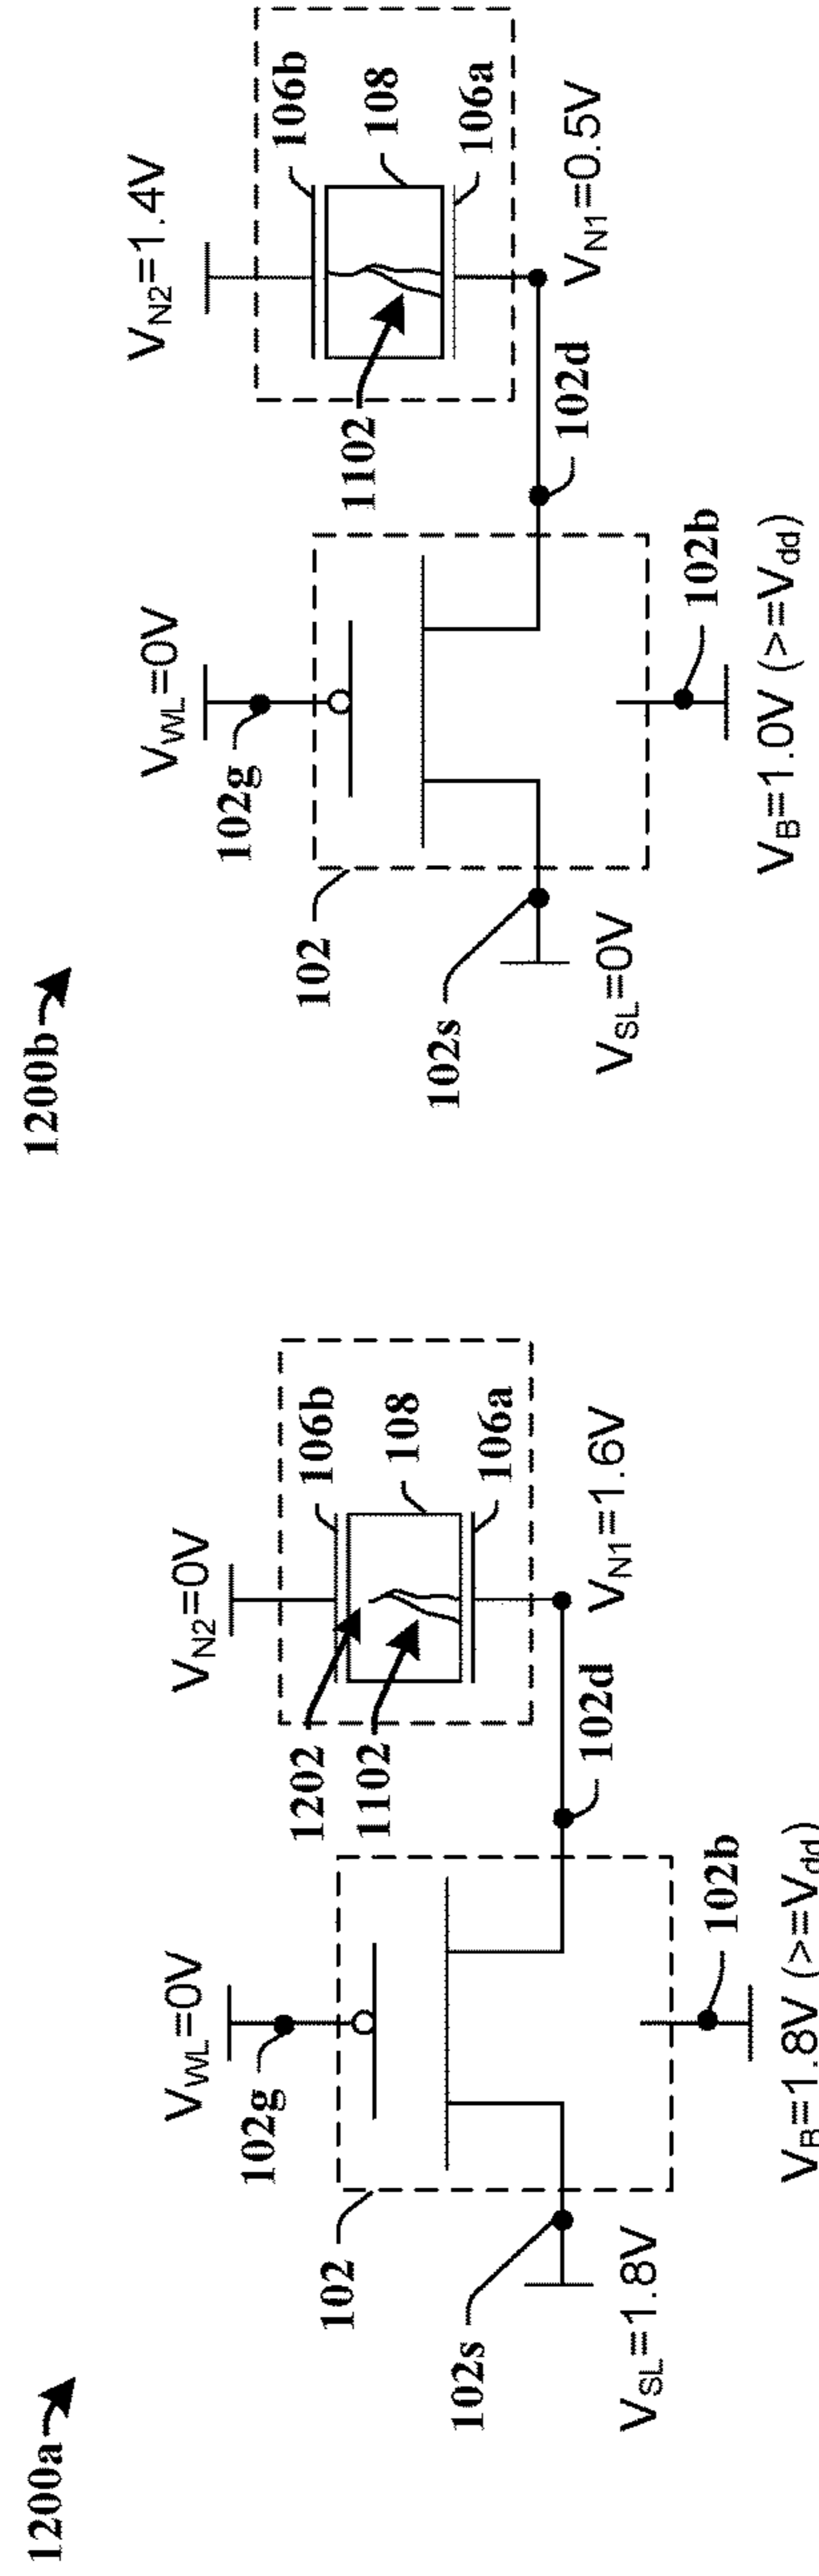 1200a
V_WL=0V
102g
102
102s
V_SL=1.8V
V_B=1.8V (>=V_dd)
102b
102d
V_N1=1.6V
V_N2=0V
1202
1102
106b
108
106a
1200b
V_WL=0V
102g
102
102s
V_SL=0V
V_B=1.0V (>=V_dd)
102b
102d
V_N1=0.5V
V_N2=1.4V
1102
106b
108
106a